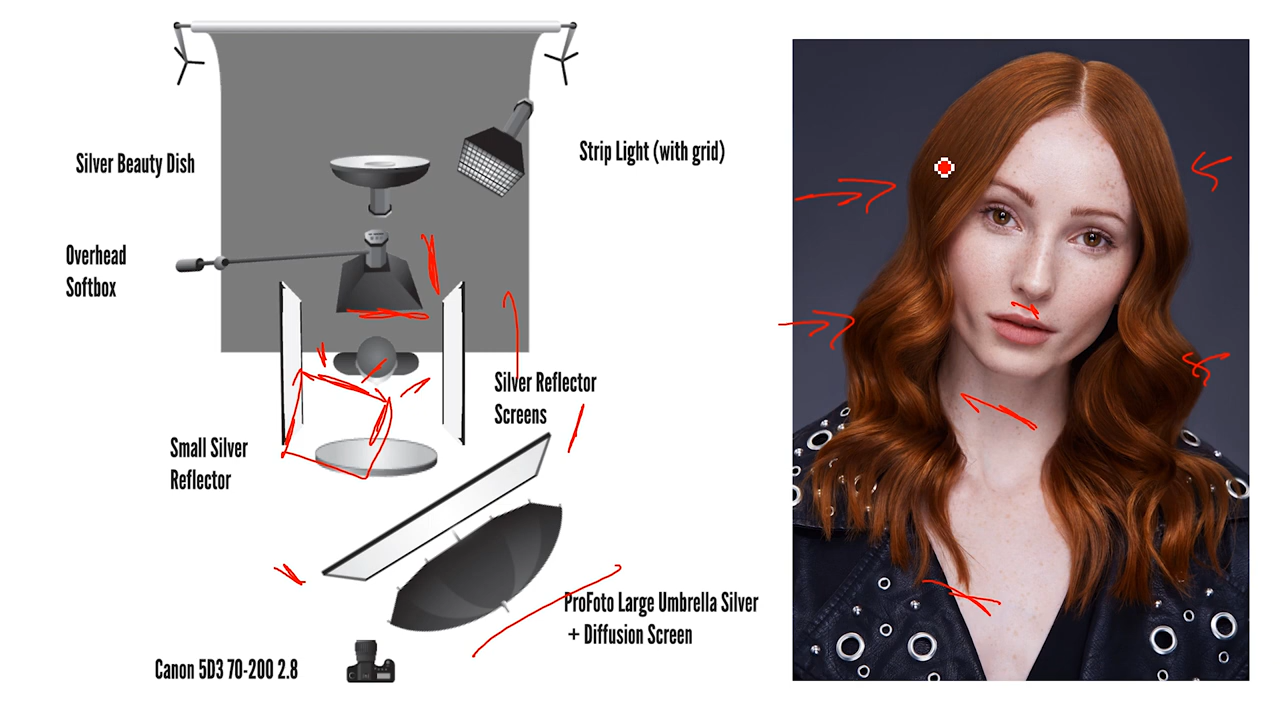 Silver Beauty Dish
Strip Light (with grid)
Overhead
Softbox
Silver Reflector
Screens
Small Silver
Reflector
ProFoto Large Umbrella Silver
+ Diffusion Screen
Canon 5D3 70-200 2.8